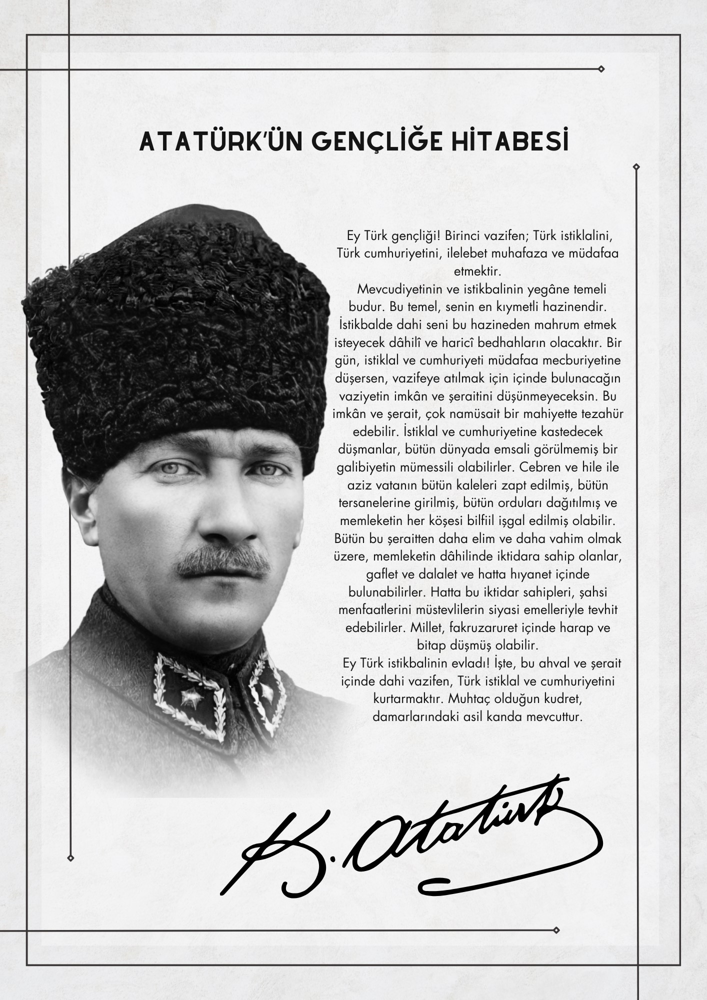 ATATÜRK'ÜN GENÇLİĞE HİTABESİ
Ey Türk gençliği! Birinci vazifen; Türk istiklalini,
Türk cumhuriyetini, ilelebet muhafaza ve müdafaa
etmektir.
Mevcudiyetinin ve istikbalinin yegâne temeli
budur. Bu temel, senin en kıymetli hazinendir.
İstikbalde dahi seni bu hazineden mahrum etmek
isteyecek dâhilî ve haricî bedhahların olacaktır. Bir
gün, istiklal ve cumhuriyeti müdafaa mecburiyetine
düşersen, vazifeye atılmak için içinde bulunacağın
vaziyetin imkân ve şeraitini düşünmeyeceksin. Bu
imkân ve şerait, çok namüsait bir mahiyette tezahür
edebilir. İstiklal ve cumhuriyetine kastedecek
düşmanlar, bütün dünyada emsali görülmemiş bir
galibiyetin mümessili olabilirler. Cebren ve hile ile
aziz vatanın bütün kaleleri zapt edilmiş, bütün
tersanelerine girilmiş, bütün orduları dağıtılmış ve
memleketin her köşesi bilfiil işgal edilmiş olabilir.
Bütün bu şeraitten daha elim ve daha vahim olmak
üzere, memleketin dâhilinde iktidara sahip olanlar,
gaflet ve dalalet ve hatta hıyanet içinde
bulunabilirler. Hatta bu iktidar sahipleri, şahsi
menfaatlerini müstevlilerin siyasi emelleriyle tevhit
edebilirler. Millet, fakruzaruret içinde harap ve
bitap düşmüş olabilir.
Ey Türk istikbalinin evladı! İşte, bu ahval ve şerait
içinde dahi vazifen, Türk istiklal ve cumhuriyetini
kurtarmaktır. Muhtaç olduğun kudret,
damarlarındaki asil kanda mevcuttur.
K. Atatürk